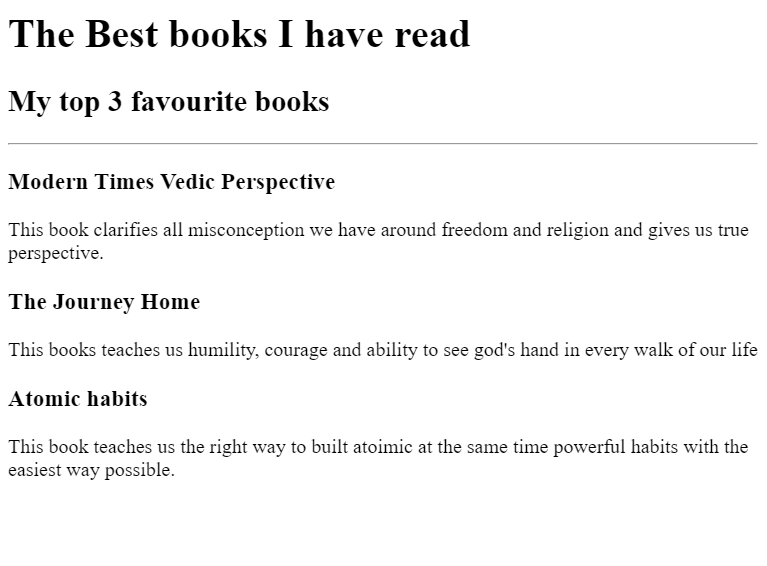 The Best books I have read
My top 3 favourite books
Modern Times Vedic Perspective
This book clarifies all misconception we have around freedom and religion and gives us true
perspective.
The Journey Home
This books teaches us humility, courage and ability to see god's hand in every walk of our life
Atomic habits
This book teaches us the right way to built atoimic at the same time powerful habits with the
easiest way possible.